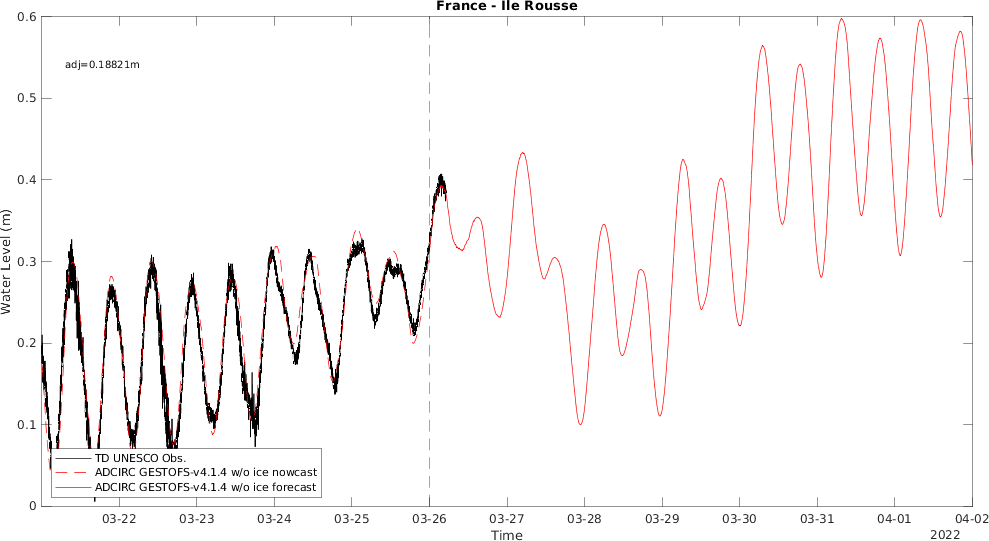 France - Ile Rousse
adj=0.18821m
0.6
0.5
0.4
0.3
0.2
0.1
0
Water Level (m)
TD UNESCO Obs.
ADCIRC GESTOFS-v4.1.4 w/o ice nowcast
ADCIRC GESTOFS-v4.1.4 w/o ice forecast
03-22 03-23 03-24 03-25 03-26 03-27 03-28 03-29 03-30 03-31 04-01 04-02
Time
2022